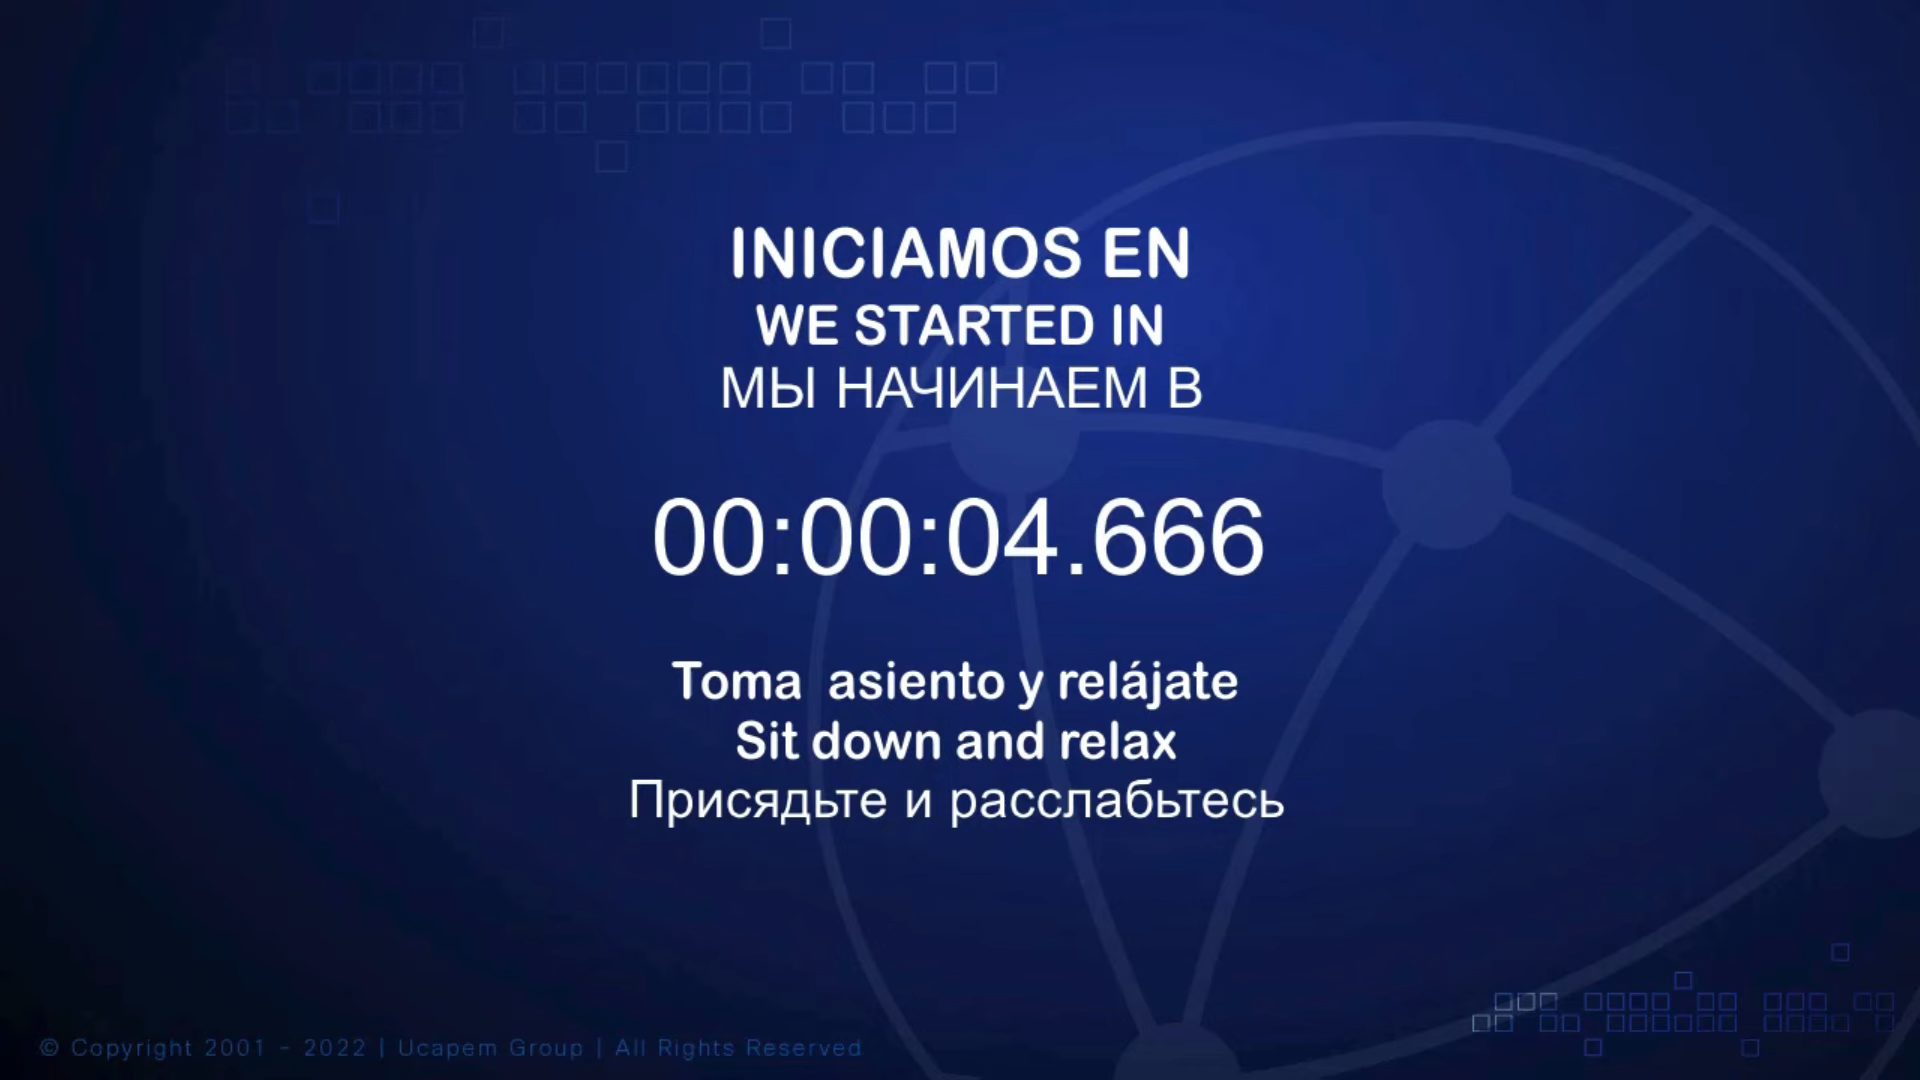 INICIAMOS EN
WE STARTED IN
МЫ НАЧИНАЕМ В
00:00:04.666
Toma asiento y relájate
Sit down and relax
Присядьте и расслабьтесь
© Copyright 2001 - 2022 | Ucapem Group | All Rights Reserved